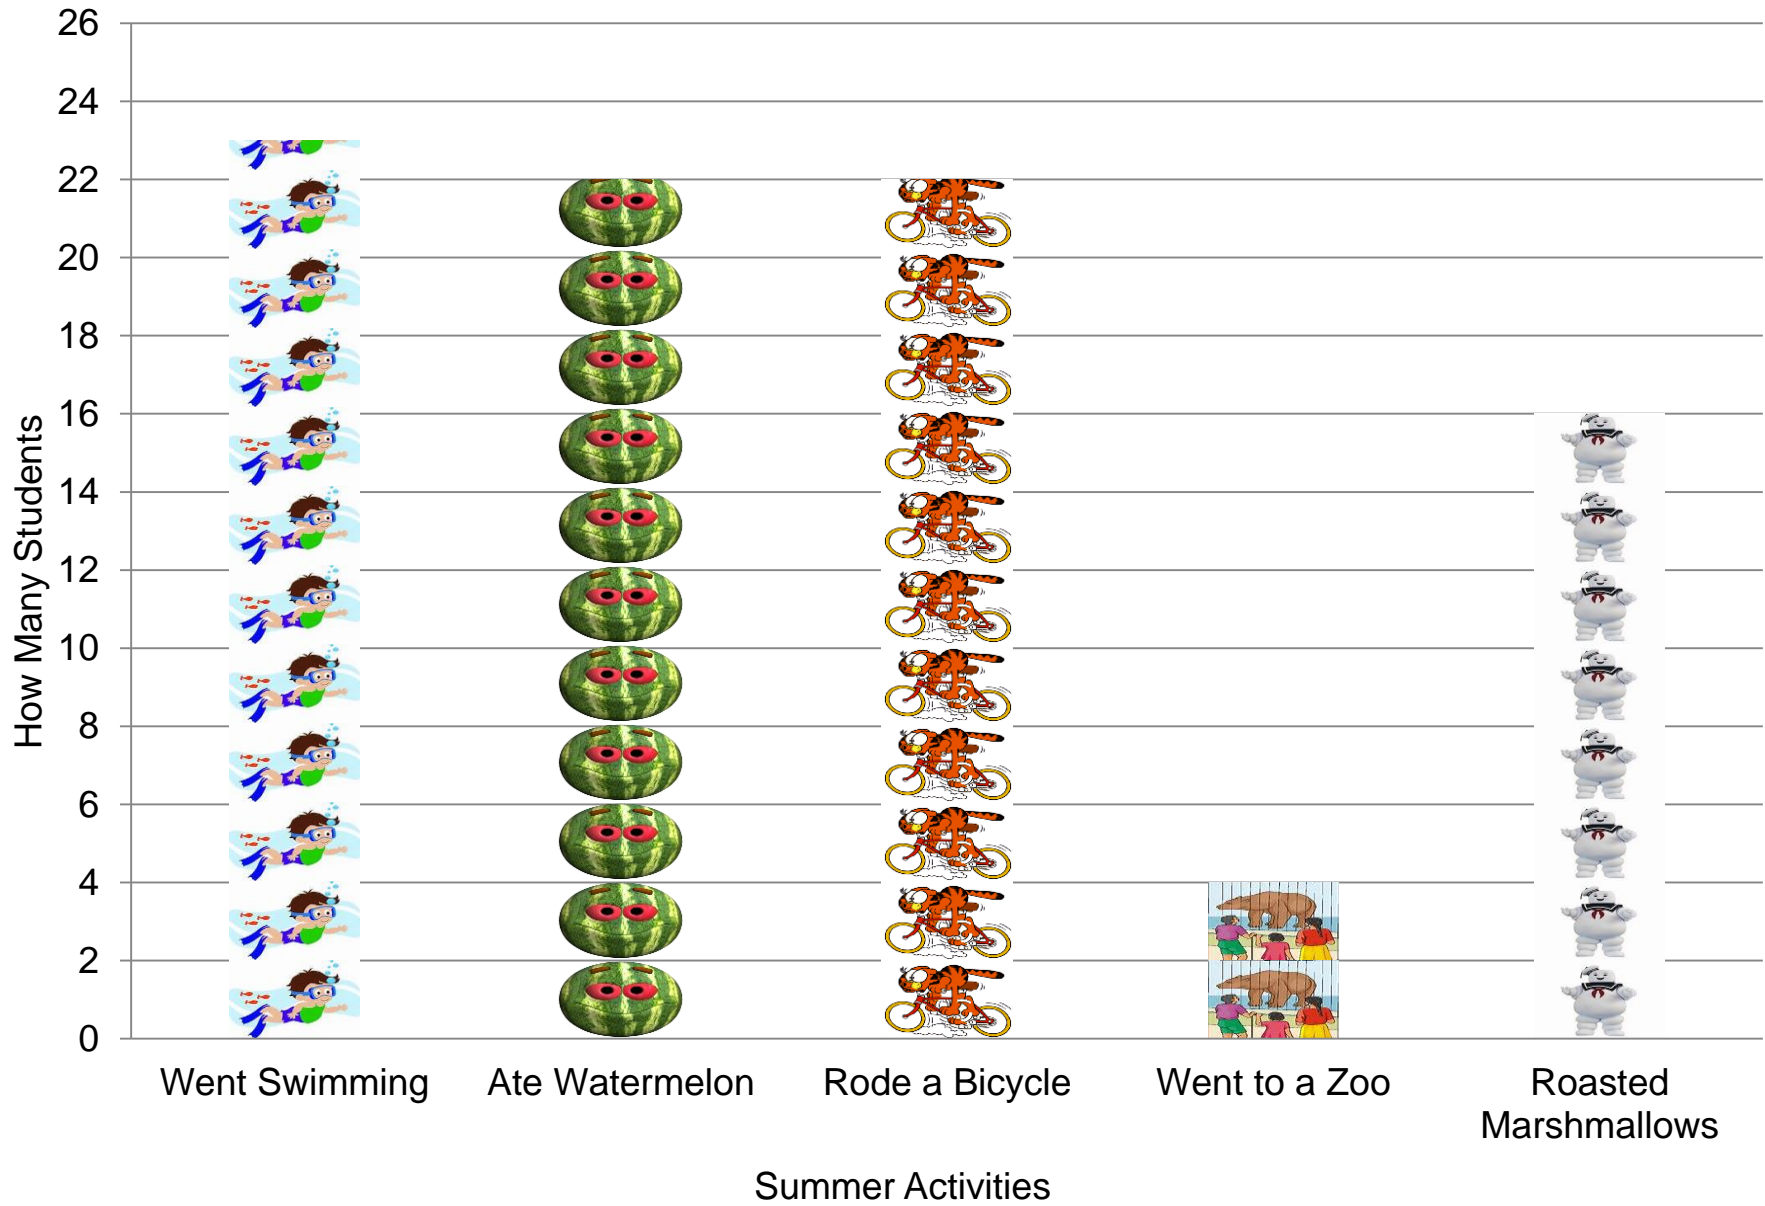 26
24
22
20
18
16
14
12
10
8
6
4
2
0
How Many Students
Went Swimming
Ate Watermelon
Rode a Bicycle
Went to a Zoo
Roasted
Marshmallows
Summer Activities